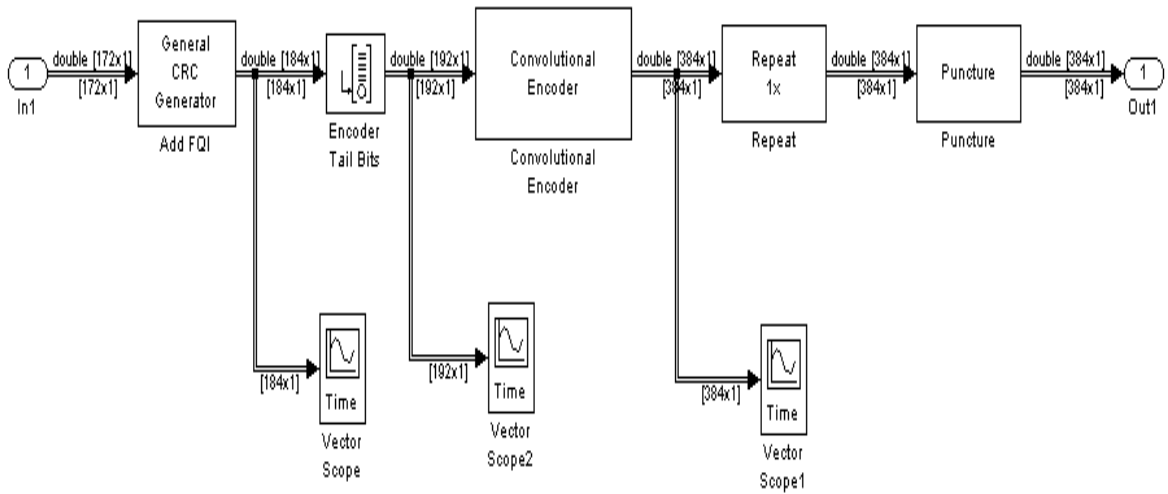 double [172x1]
1
[172x1]
In1
General
CRC
Generator
Add FQI
double [184x1]
[184x1]
Encoder
Tail Bits
double [192x1]
[192x1]
Convolutional
Encoder
Convolutional
Encoder
double [384x1]
[384x1]
Repeat
1x
Repeat
double [384x1]
[384x1]
Puncture
Puncture
double [384x1]
[384x1]
1
Out1
[184x1]
Time
Vector
Scope
[192x1]
Time
Vector
Scope2
[384x1]
Time
Vector
Scope1